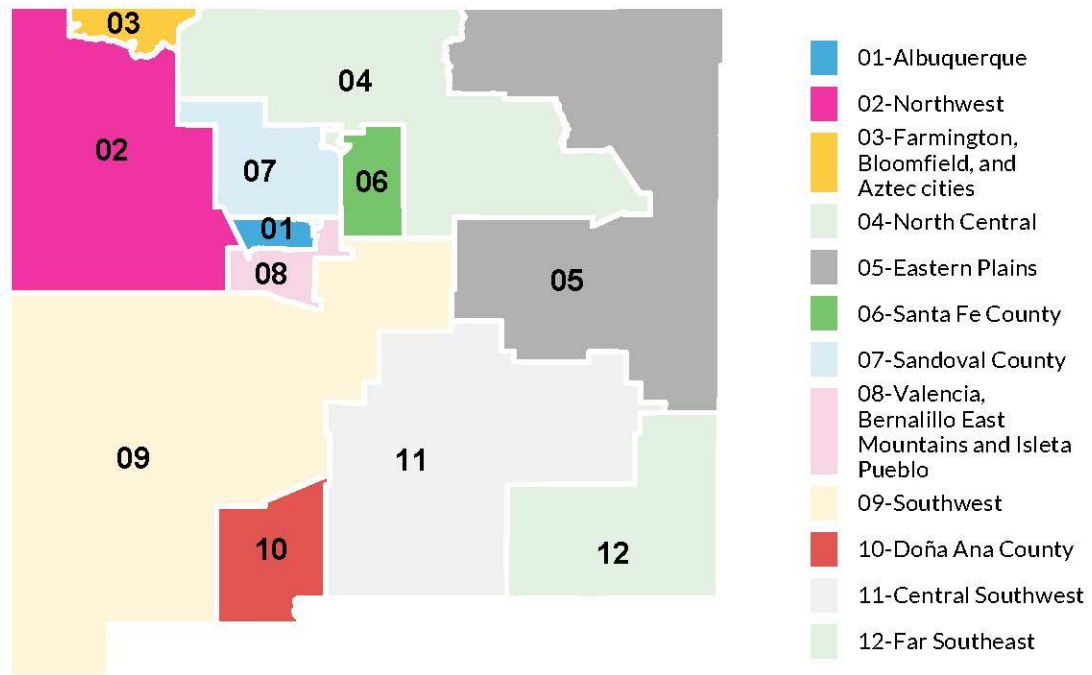 03
04
02
07
06
01
08
05
09
11
10
12
01-Albuquerque
02-Northwest
03-Farmington,
Bloomfield, and
Aztec cities
04-North Central
05-Eastern Plains
06-Santa Fe County
07-Sandoval County
08-Valencia,
Bernalillo East
Mountains and Isleta
Pueblo
09-Southwest
10-Doña Ana County
11-Central Southwest
12-Far Southeast